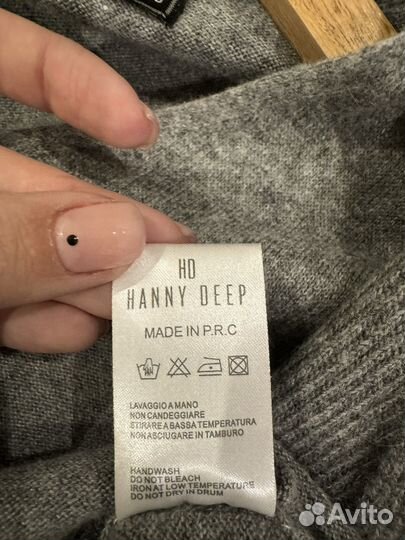 HD
HANNY DEEP
MADE IN P.R.C
LAVAGGIO A MANO
NON CANDEGGIARE
STIRARE A BASSA TEMPERATURA
NON ASCIUGARE IN TAMBURO
HANDWASH
DO NOT BLEACH
IRON AT LOW TEMPERATURE
DO NOT DRY IN DRUM
Avito